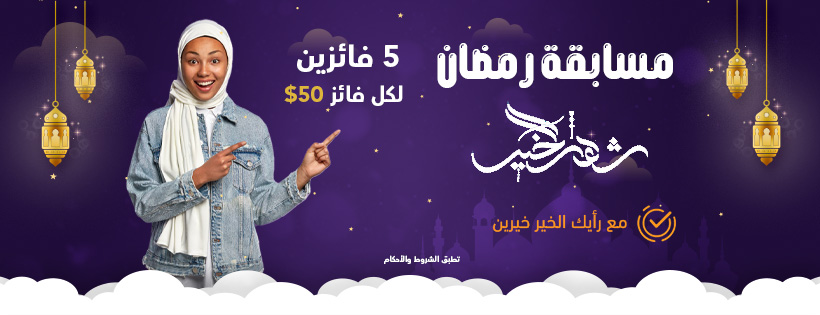 مسابقة رمضان
شهر الخير
مع رأيك الخير خيرين
5 فائزين
لكل فائز 50$
تطبق الشروط والأحكام